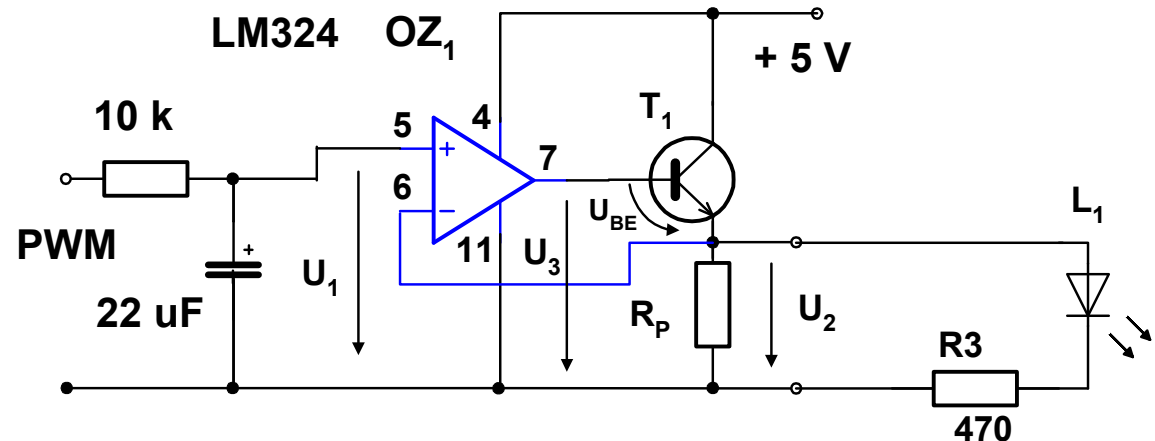 LM324 OZ1
+ 5 V
10 k
T1
5
4
+
7
6
−
UBE
L1
PWM
11
U3
+
U1
22 uF
RP
U2
R3
470